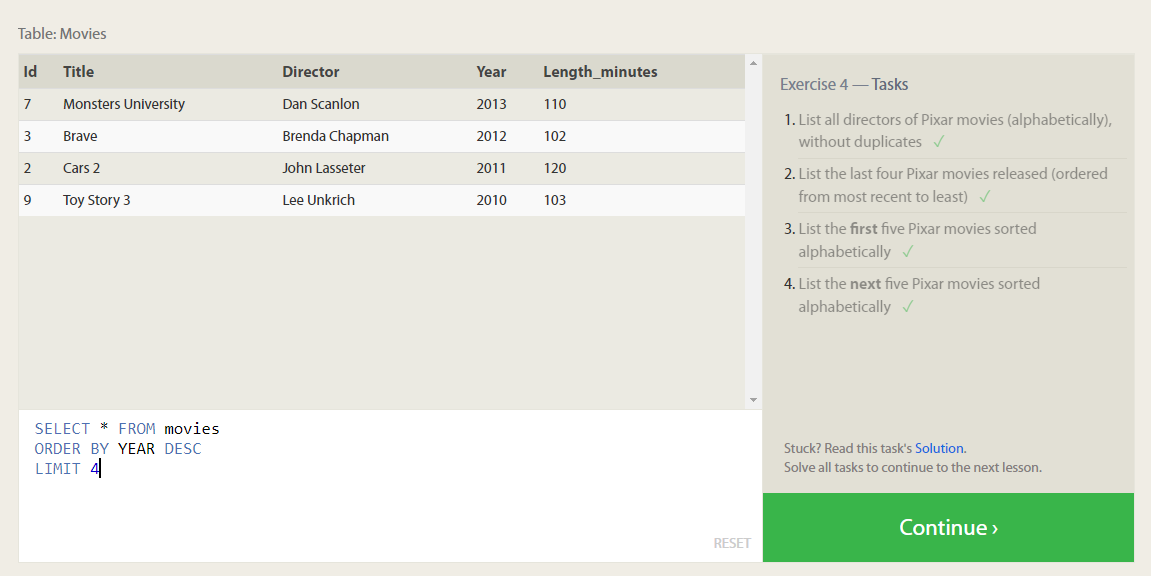 Table: Movies
Id Title Director Year Length_minutes
7 Monsters University Dan Scanlon 2013 110
3 Brave Brenda Chapman 2012 102
2 Cars 2 John Lasseter 2011 120
9 Toy Story 3 Lee Unkrich 2010 103
SELECT * FROM movies
ORDER BY YEAR DESC
LIMIT 4
RESET
Exercise 4 — Tasks
1. List all directors of Pixar movies (alphabetically),
without duplicates ✓
2. List the last four Pixar movies released (ordered
from most recent to least) ✓
3. List the first five Pixar movies sorted
alphabetically ✓
4. List the next five Pixar movies sorted
alphabetically ✓
Stuck? Read this task's Solution.
Solve all tasks to continue to the next lesson.
Continue ›